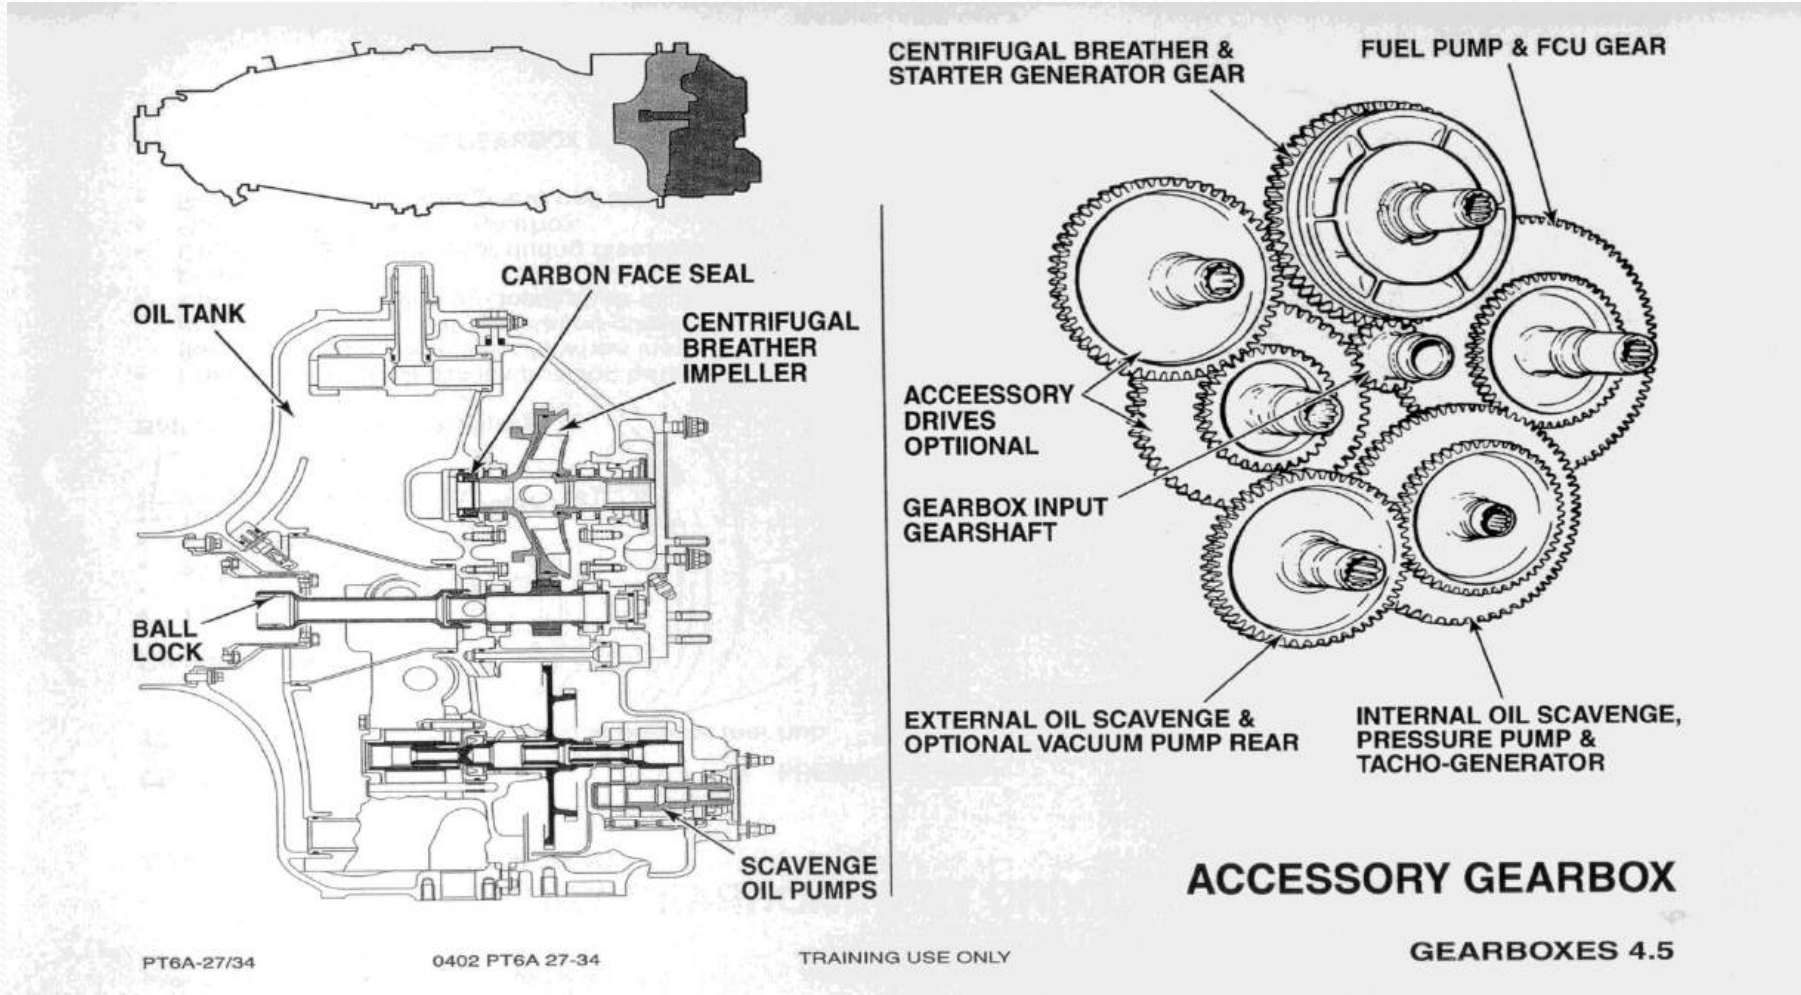 CENTRIFUGAL BREATHER &
STARTER GENERATOR GEAR
FUEL PUMP & FCU GEAR
CARBON FACE SEAL
OIL TANK
CENTRIFUGAL
BREATHER
IMPELLER
ACCEESSORY
DRIVES
OPTIIONAL
GEARBOX INPUT
GEARSHAFT
BALL
LOCK
EXTERNAL OIL SCAVENGE &
OPTIONAL VACUUM PUMP REAR
INTERNAL OIL SCAVENGE,
PRESSURE PUMP &
TACHO-GENERATOR
SCAVENGE
OIL PUMPS
ACCESSORY GEARBOX
GEARBOXES 4.5
PT6A-27/34
0402 PT6A 27-34
TRAINING USE ONLY